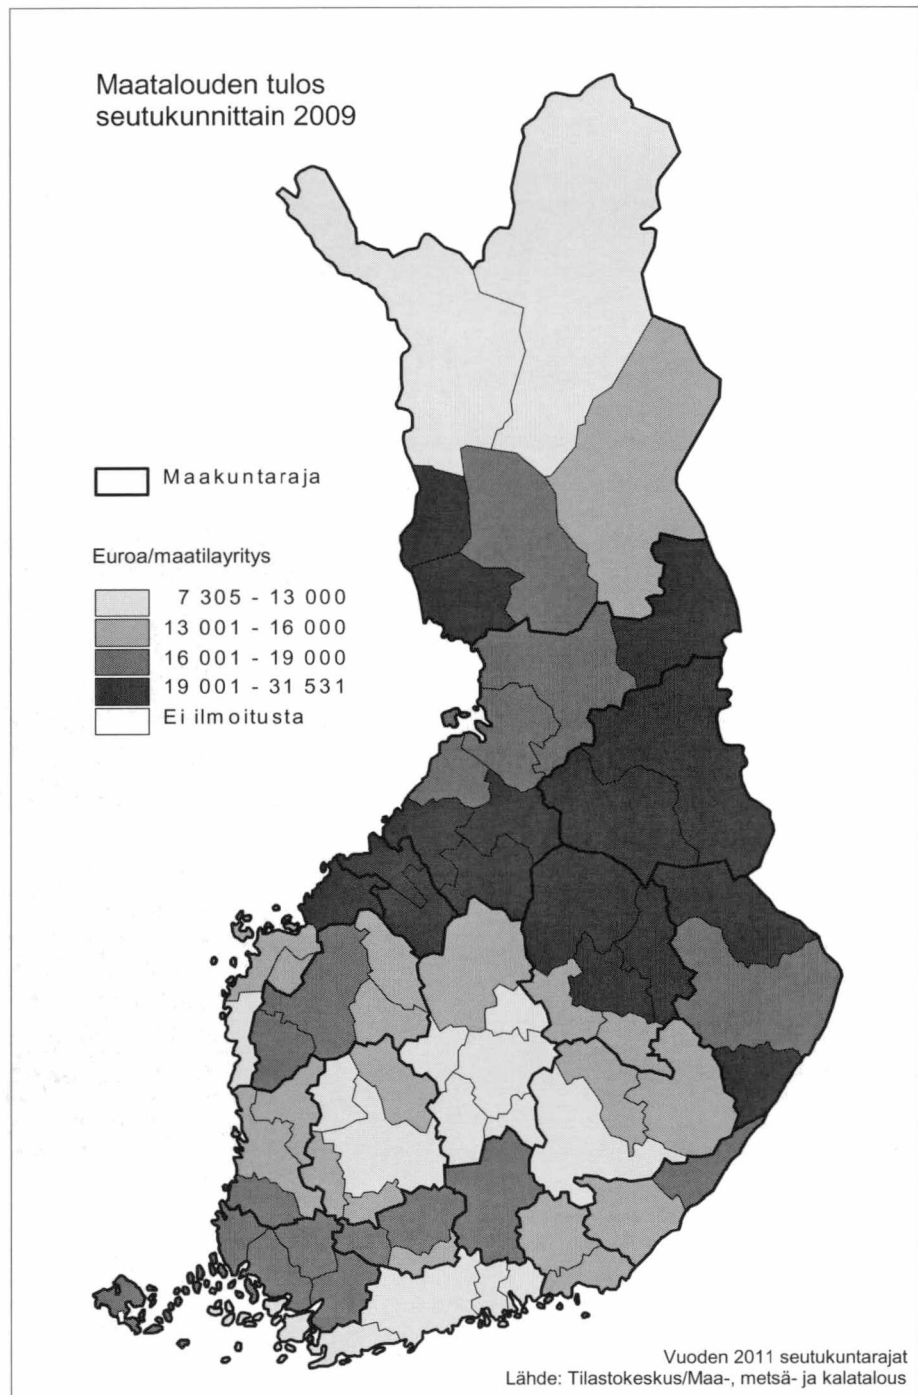 Maatalouden tulos
seutukunnittain 2009
Maakuntaraja
Euroa/maatilayritys
7 305 - 13 000
13 001 - 16 000
16 001 - 19 000
19 001 - 31 531
Ei ilmoitusta
Vuoden 2011 seutukuntarajat
Lähde: Tilastokeskus/Maa-, metsä- ja kalatalous